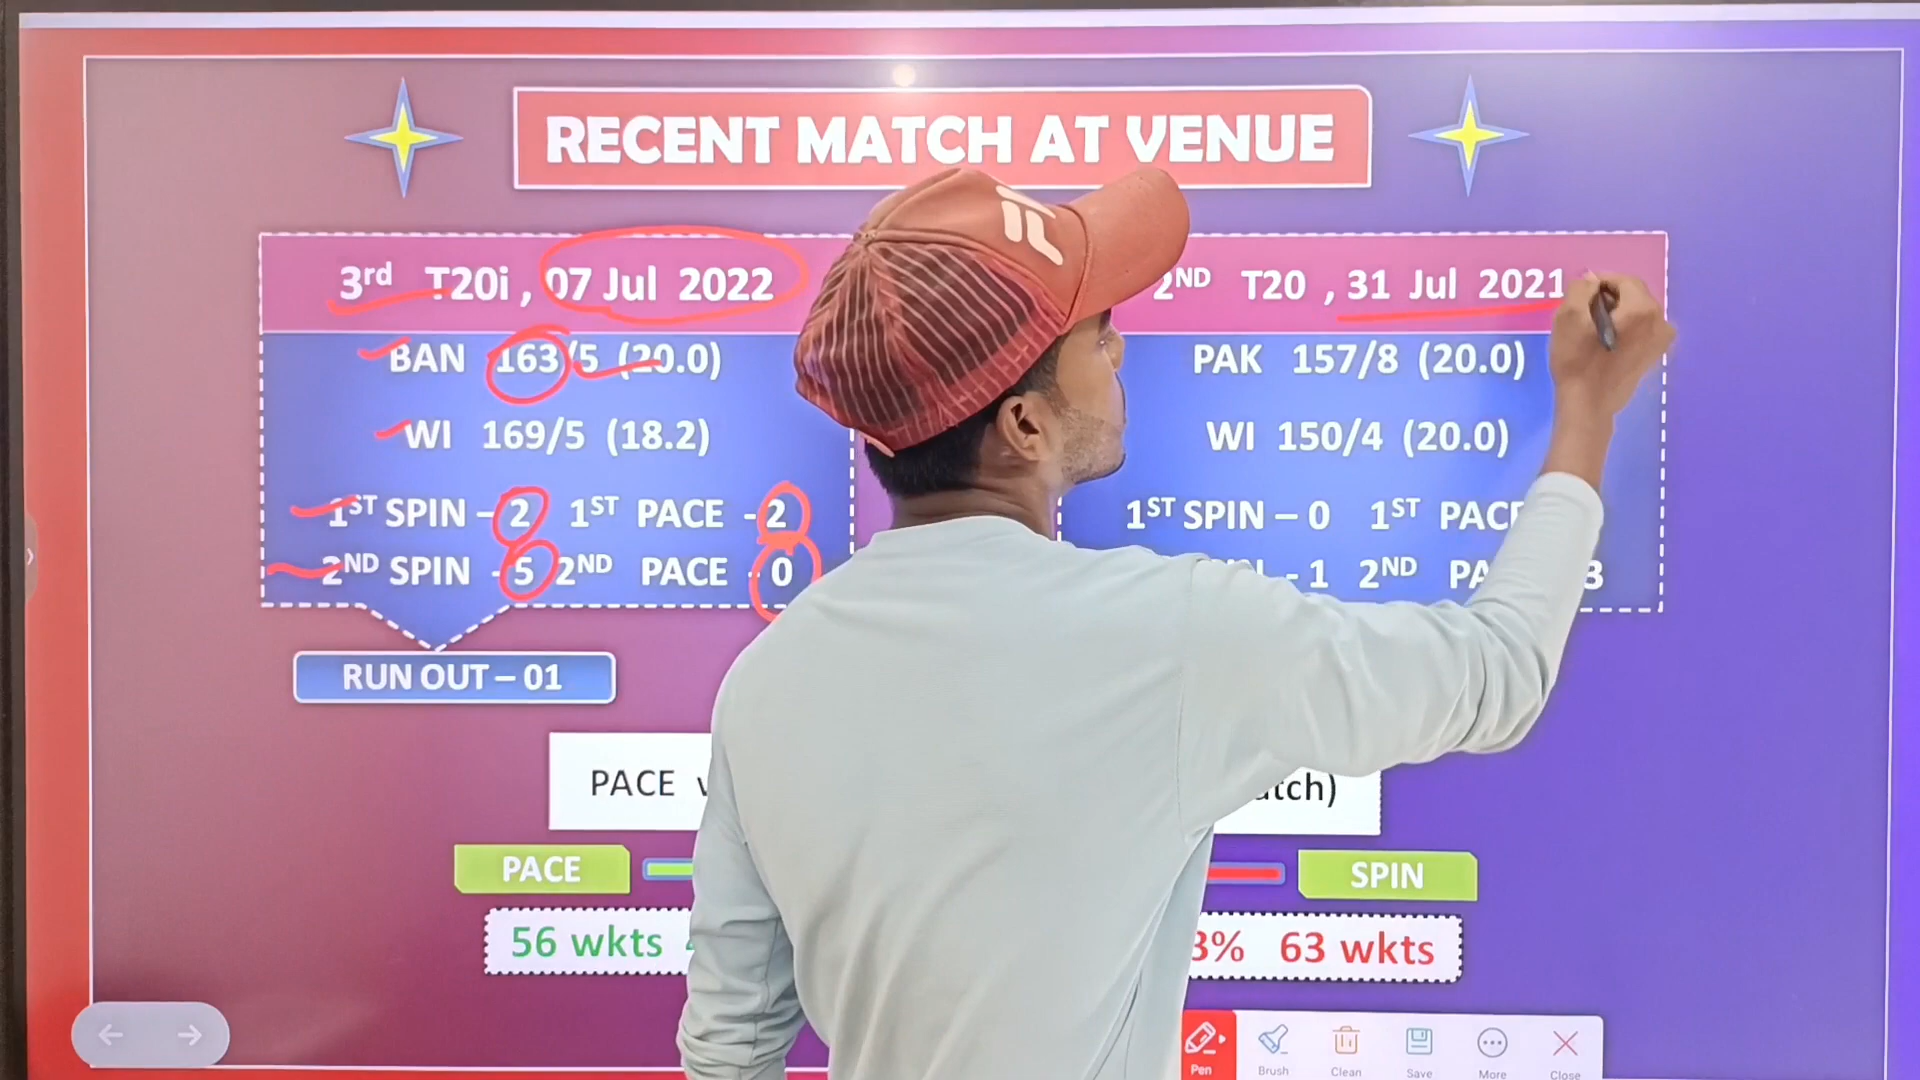 RECENT MATCH AT VENUE
3rd T20i , 07 Jul 2022
BAN 163/5 (20.0)
WI 169/5 (18.2)
1ST SPIN – 2 1ST PACE - 2
2ND SPIN - 5 2ND PACE - 0
RUN OUT – 01
2ND T20 , 31 Jul 2021
PAK 157/8 (20.0)
WI 150/4 (20.0)
1ST SPIN – 0 1ST
- 1 2ND
PACE
PACE
56 wkts
SPIN
63 wkts
Pen
Brush
Clean
Save
More
Close